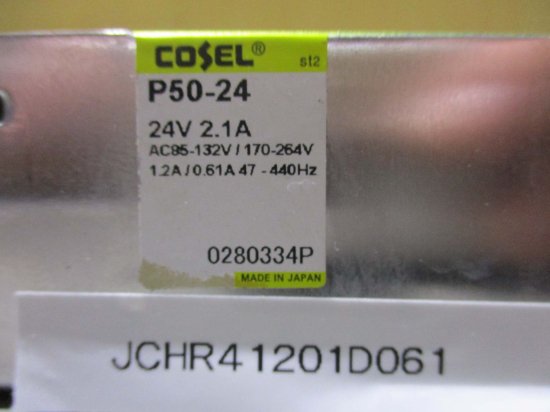 COSEL® st2
P50-24
24V 2.1A
AC85-132V / 170-264V
1.2A / 0.61A 47 - 440Hz
0280334P
MADE IN JAPAN
JCHR41201D061